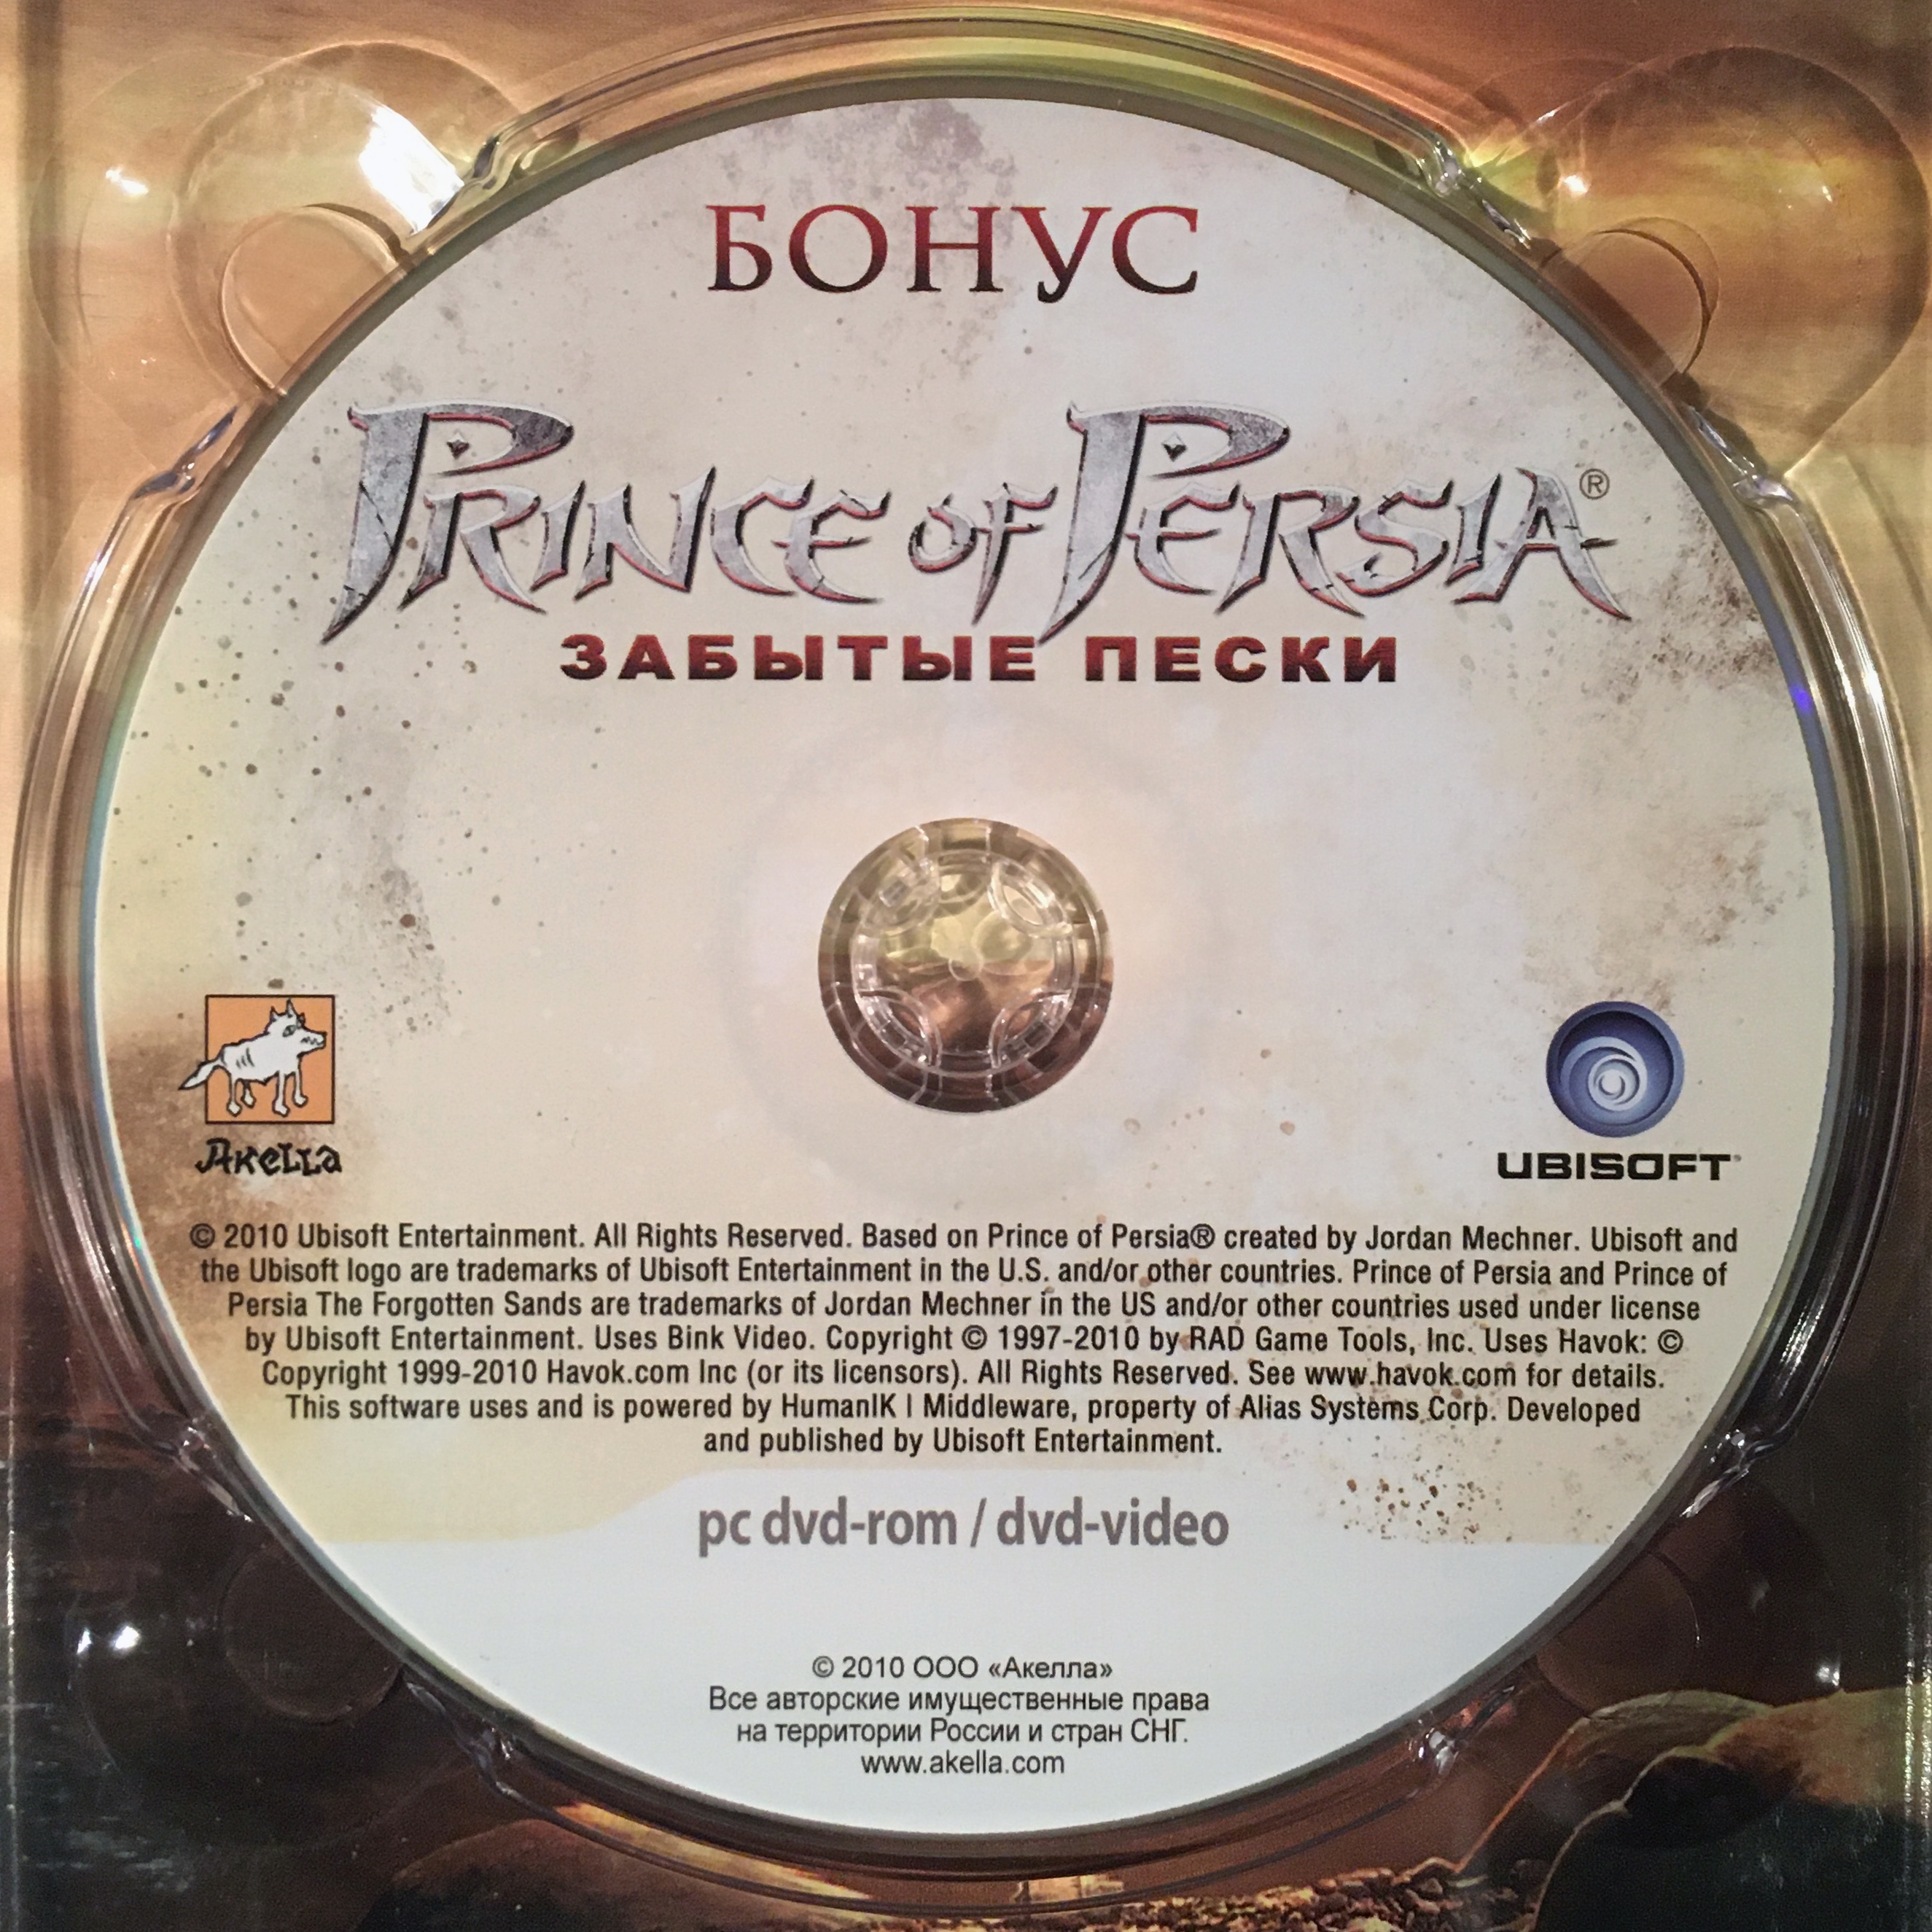 БОНУС
PRINCE OF PERSIA®
ЗАБЫТЫЕ ПЕСКИ
Akella
UBISOFT
© 2010 Ubisoft Entertainment. All Rights Reserved. Based on Prince of Persia® created by Jordan Mechner. Ubisoft and
the Ubisoft logo are trademarks of Ubisoft Entertainment in the U.S. and/or other countries. Prince of Persia and Prince of
Persia The Forgotten Sands are trademarks of Jordan Mechner in the US and/or other countries used under license
by Ubisoft Entertainment. Uses Bink Video. Copyright © 1997-2010 by RAD Game Tools, Inc. Uses Havok: ©
Copyright 1999-2010 Havok.com Inc (or its licensors). All Rights Reserved. See www.havok.com for details.
This software uses and is powered by HumanIK | Middleware, property of Alias Systems Corp. Developed
and published by Ubisoft Entertainment.
pc dvd-rom / dvd-video
© 2010 ООО «Акелла»
Все авторские имущественные права
на территории России и стран СНГ.
www.akella.com